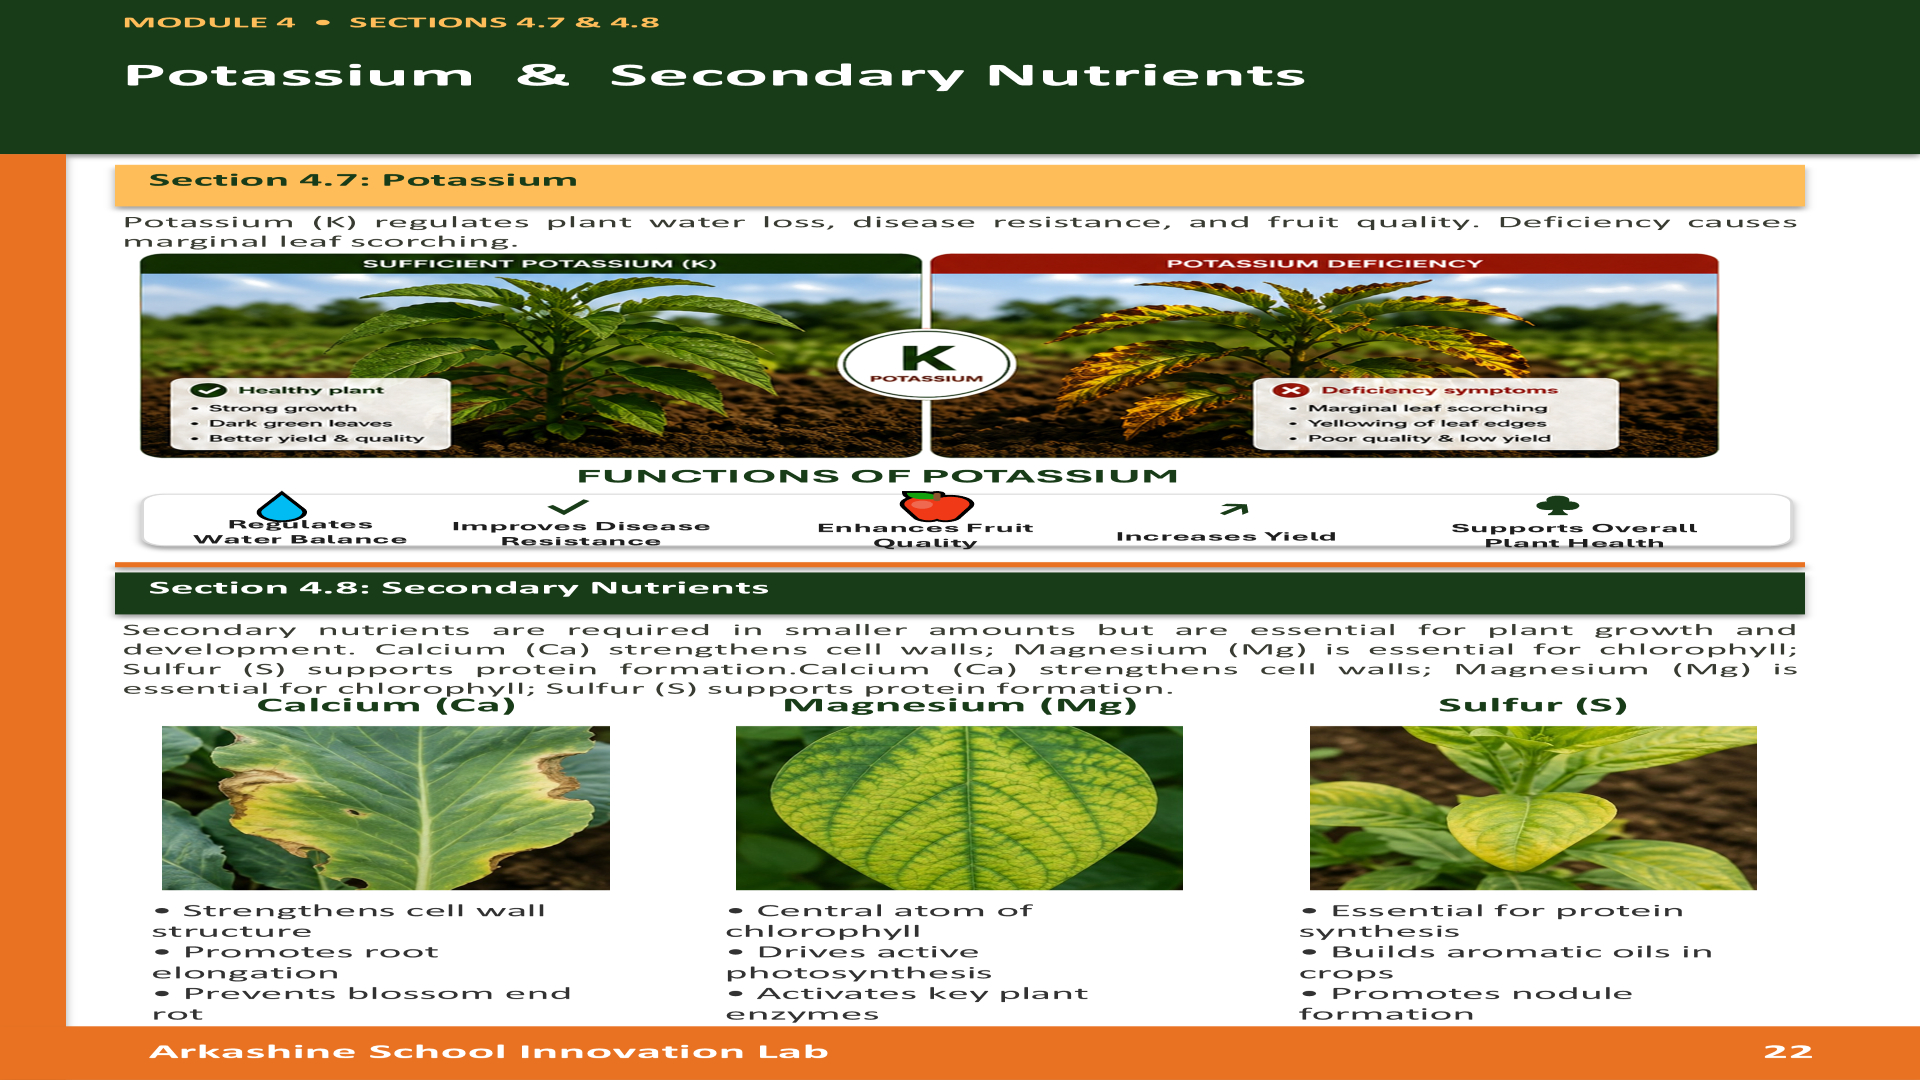 MODULE 4 • SECTIONS 4.7 & 4.8
Potassium & Secondary Nutrients
Section 4.7: Potassium
Potassium (K) regulates plant water loss, disease resistance, and fruit quality. Deficiency causes
marginal leaf scorching.
SUFFICIENT POTASSIUM (K)
Healthy plant
• Strong growth
• Dark green leaves
• Better yield & quality
K
POTASSIUM
POTASSIUM DEFICIENCY
Deficiency symptoms
• Marginal leaf scorching
• Yellowing of leaf edges
• Poor quality & low yield
FUNCTIONS OF POTASSIUM
Regulates
Water Balance
Improves Disease
Resistance
Enhances Fruit
Quality
Increases Yield
Supports Overall
Plant Health
Section 4.8: Secondary Nutrients
Secondary nutrients are required in smaller amounts but are essential for plant growth and
development. Calcium (Ca) strengthens cell walls; Magnesium (Mg) is essential for chlorophyll;
Sulfur (S) supports protein formation.Calcium (Ca) strengthens cell walls; Magnesium (Mg) is
essential for chlorophyll; Sulfur (S) supports protein formation.
Calcium (Ca)
• Strengthens cell wall
structure
• Promotes root
elongation
• Prevents blossom end
rot
Magnesium (Mg)
• Central atom of
chlorophyll
• Drives active
photosynthesis
• Activates key plant
enzymes
Sulfur (S)
• Essential for protein
synthesis
• Builds aromatic oils in
crops
• Promotes nodule
formation
Arkashine School Innovation Lab
22